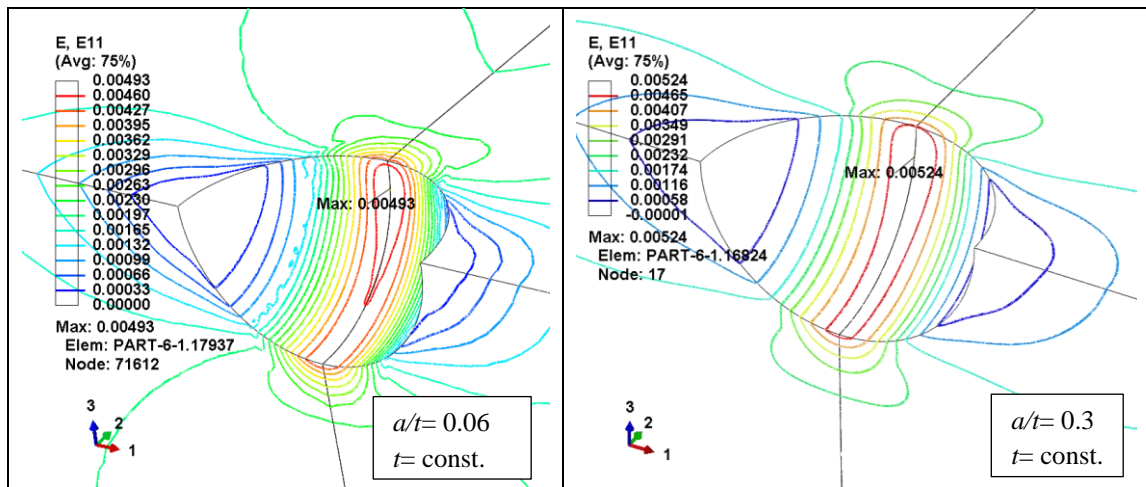 E, E11
(Avg: 75%)
0.00493
0.00460
0.00427
0.00395
0.00362
0.00329
0.00296
0.00263
0.00230
0.00197
0.00165
0.00132
0.00099
0.00066
0.00033
0.00000
Max: 0.00493
Elem: PART-6-1.17937
Node: 71612
Max: 0.00493
3
2
1
a/t= 0.06
t= const.
E, E11
(Avg: 75%)
0.00524
0.00465
0.00407
0.00349
0.00291
0.00232
0.00174
0.00116
0.00058
-0.00001
Max: 0.00524
Elem: PART-6-1.16824
Node: 17
Max: 0.00524
3
2
1
a/t= 0.3
t= const.